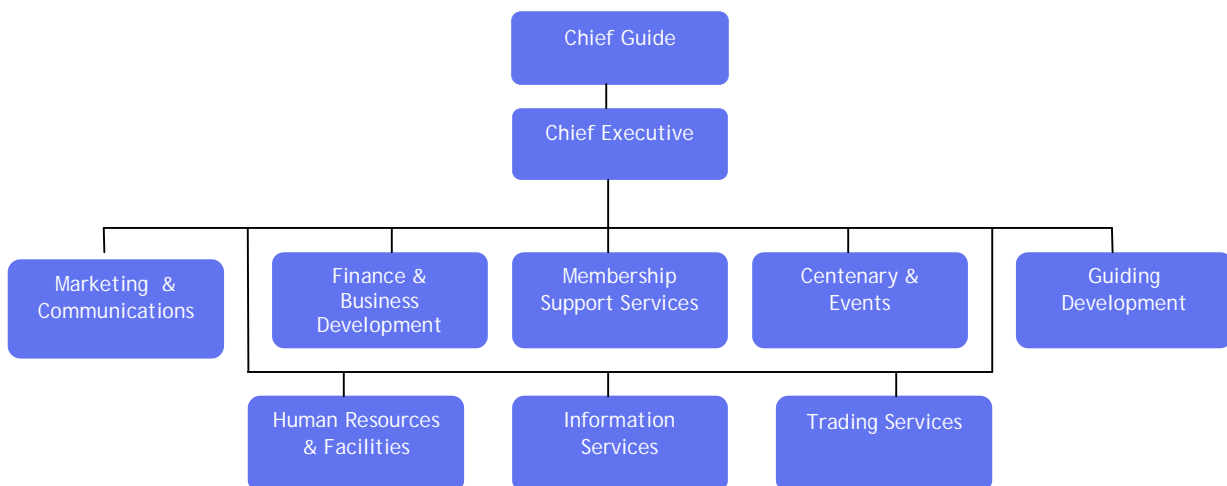 Chief Guide
Chief Executive
Marketing &
Communications
Finance &
Business
Development
Membership
Support Services
Centenary &
Events
Guiding
Development
Human Resources
& Facilities
Information
Services
Trading Services